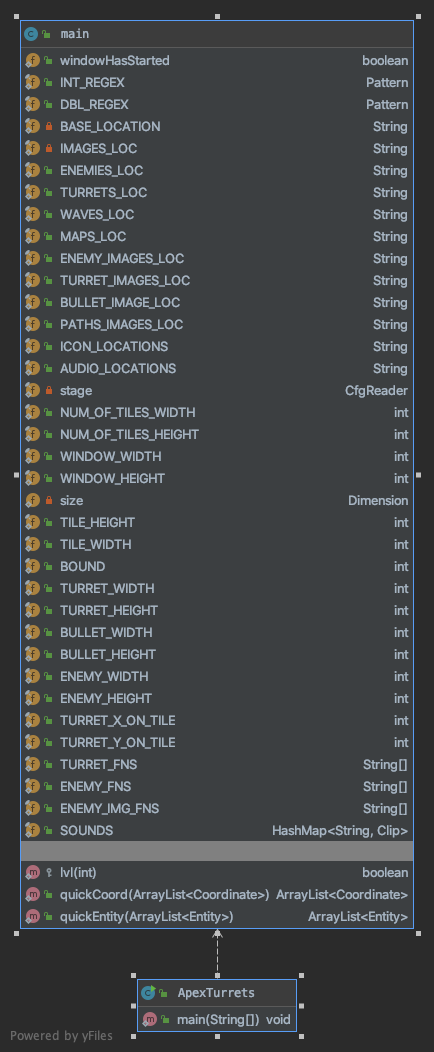 main
windowHasStarted boolean
INT_REGEX Pattern
DBL_REGEX Pattern
BASE_LOCATION String
IMAGES_LOC String
ENEMIES_LOC String
TURRETS_LOC String
WAVES_LOC String
MAPS_LOC String
ENEMY_IMAGES_LOC String
TURRET_IMAGES_LOC String
BULLET_IMAGE_LOC String
PATHS_IMAGES_LOC String
ICON_LOCATIONS String
AUDIO_LOCATIONS String
stage CfgReader
NUM_OF_TILES_WIDTH int
NUM_OF_TILES_HEIGHT int
WINDOW_WIDTH int
WINDOW_HEIGHT int
size Dimension
TILE_HEIGHT int
TILE_WIDTH int
BOUND int
TURRET_WIDTH int
TURRET_HEIGHT int
BULLET_WIDTH int
BULLET_HEIGHT int
ENEMY_WIDTH int
ENEMY_HEIGHT int
TURRET_X_ON_TILE int
TURRET_Y_ON_TILE int
TURRET_FNS String[]
ENEMY_FNS String[]
ENEMY_IMG_FNS String[]
SOUNDS HashMap<String, Clip>
lvl(int) boolean
quickCoord(ArrayList<Coordinate>) ArrayList<Coordinate>
quickEntity(ArrayList<Entity>) ArrayList<Entity>
ApexTurrets
main(String[]) void
Powered by yFiles